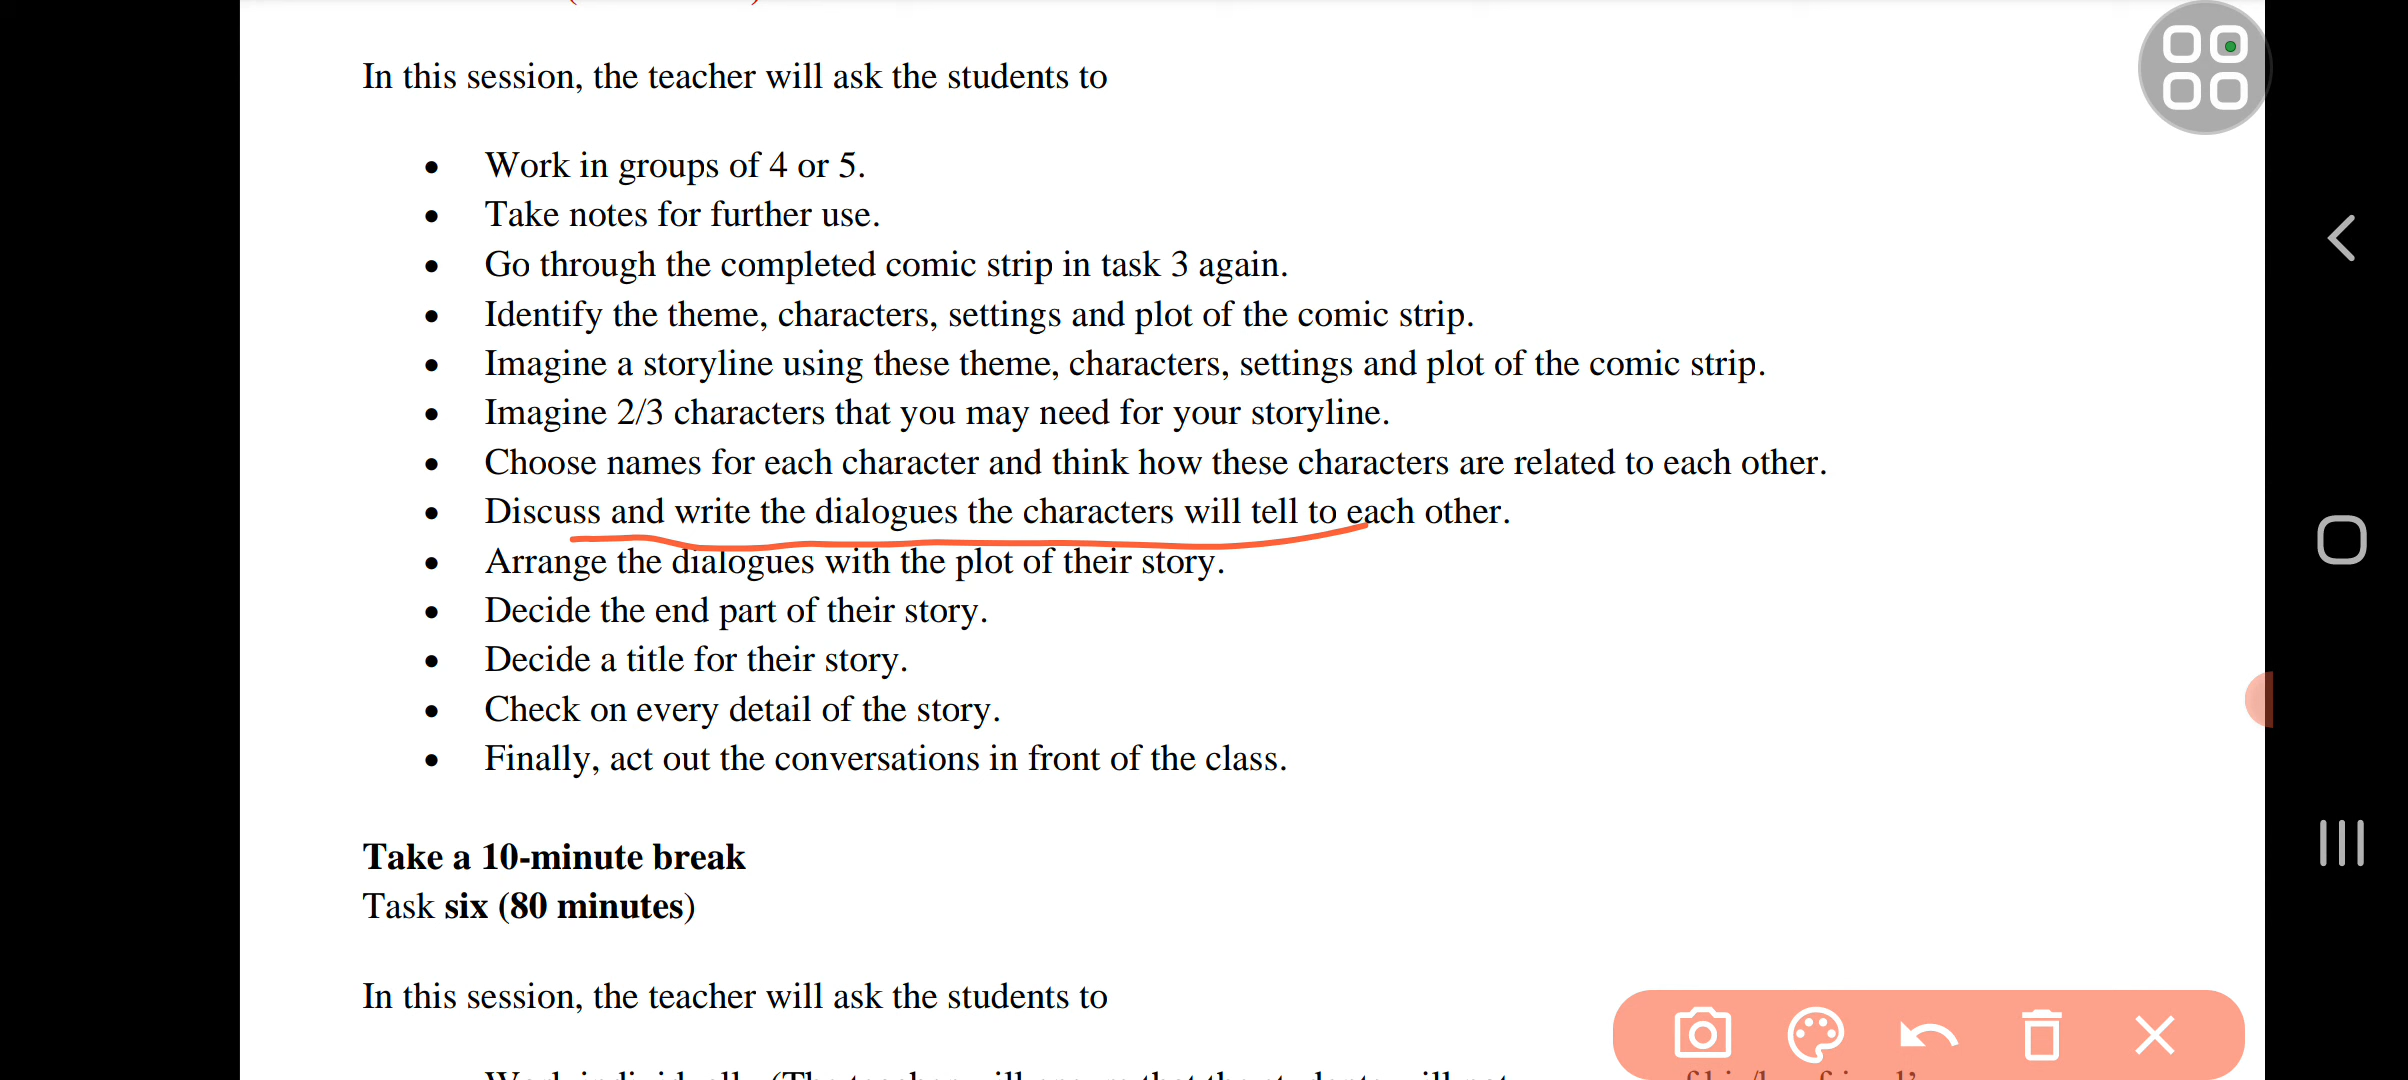 In this session, the teacher will ask the students to
• Work in groups of 4 or 5.
• Take notes for further use.
• Go through the completed comic strip in task 3 again.
• Identify the theme, characters, settings and plot of the comic strip.
• Imagine a storyline using these theme, characters, settings and plot of the comic strip.
• Imagine 2/3 characters that you may need for your storyline.
• Choose names for each character and think how these characters are related to each other.
• Discuss and write the dialogues the characters will tell to each other.
• Arrange the dialogues with the plot of their story.
• Decide the end part of their story.
• Decide a title for their story.
• Check on every detail of the story.
• Finally, act out the conversations in front of the class.
Take a 10-minute break
Task six (80 minutes)
In this session, the teacher will ask the students to